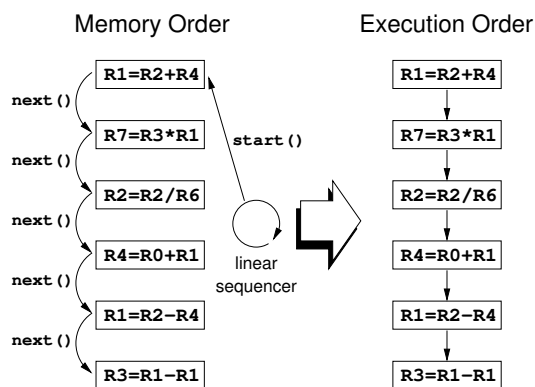 Memory Order
Execution Order
R1=R2+R4
next()
R7=R3*R1
next()
R2=R2/R6
next()
R4=R0+R1
next()
R1=R2-R4
next()
R3=R1-R1
start()
linear
sequencer
R1=R2+R4
R7=R3*R1
R2=R2/R6
R4=R0+R1
R1=R2-R4
R3=R1-R1